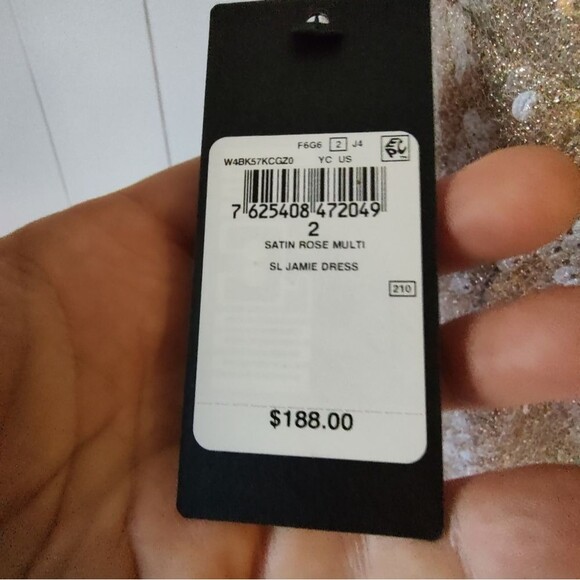 F6G6 2 J4
W4BK57KCGZ0 YC US
7 625408 472049
2
SATIN ROSE MULTI
SL JAMIE DRESS
210
$188.00